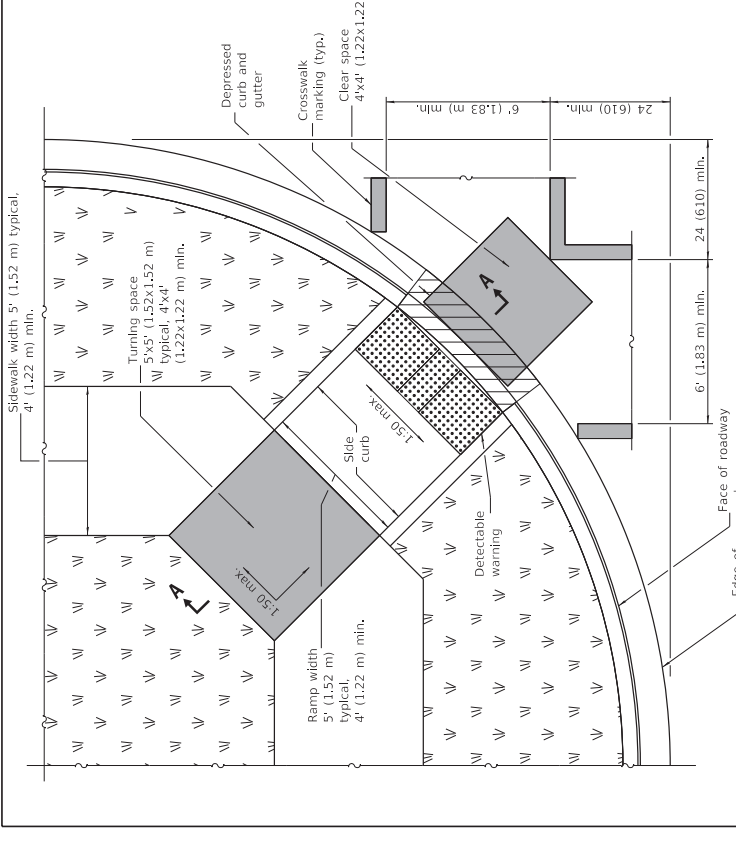 Sidewalk width 5' (1.52 m) typical,
4' (1.22 m) min.
Turning space
5'x5' (1.52x1.52 m)
typical, 4'x4'
(1.22x1.22 m) min.
Depressed
curb and
gutter
Crosswalk
marking (typ.)
Clear space
4'x4' (1.22x1.22
6' (1.83 m) min.
24 (610) min.
A
1:50 max.
Side
curb
1:50 max.
A
Detectable
warning
Ramp width
5' (1.52 m)
typical,
4' (1.22 m) min.
24 (610) min.
6' (1.83 m) min.
Face of roadway
Edge of